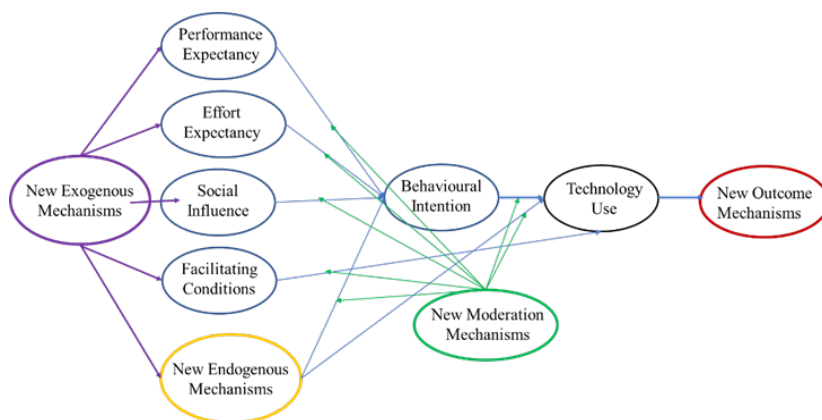 Performance
Expectancy
Effort
Expectancy
New Exogenous
Mechanisms
Social
Influence
Behavioural
Intention
Technology
Use
New Outcome
Mechanisms
Facilitating
Conditions
New Moderation
Mechanisms
New Endogenous
Mechanisms